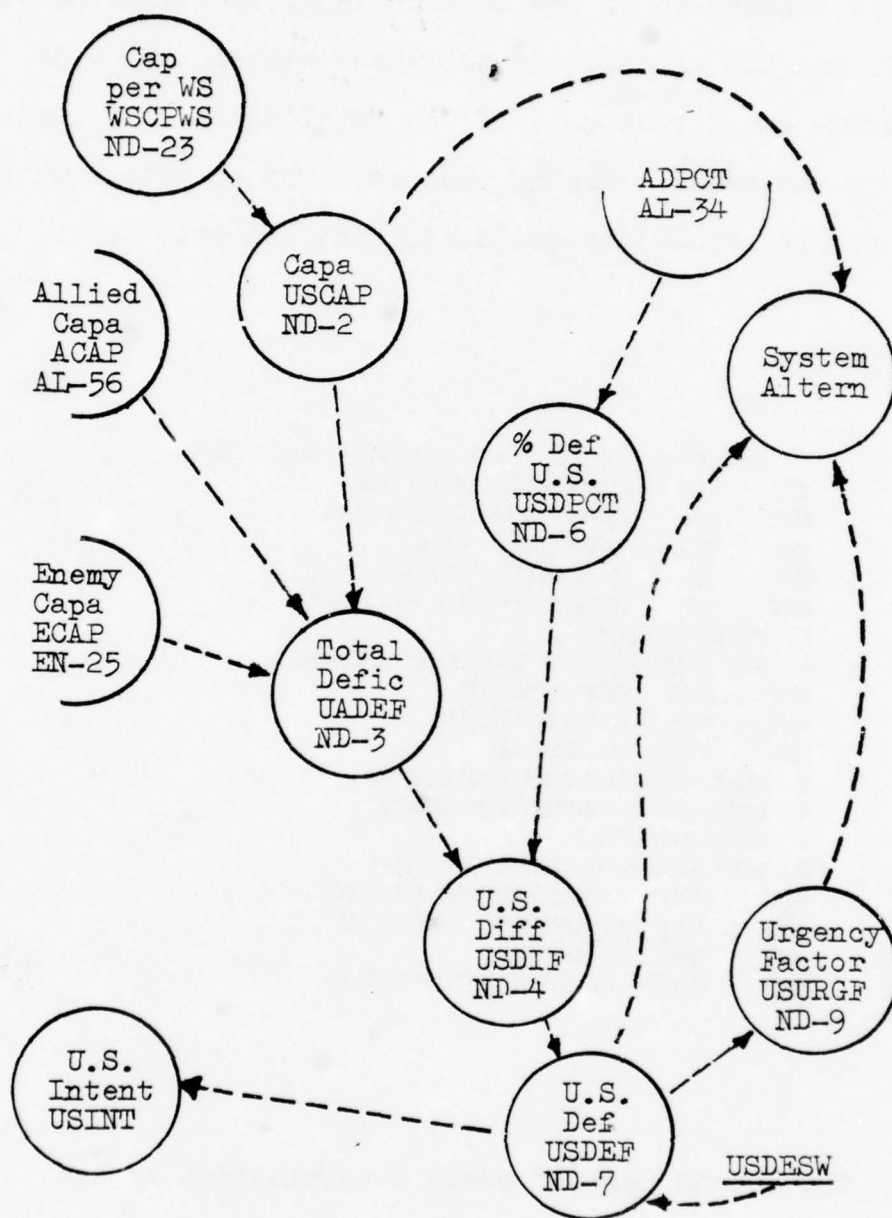 Cap
per WS
WSCPWS
ND-23
ADPCT
AL-34
Capa
USCAP
ND-2
Allied
Capa
ACAP
AL-56
System
Altern
% Def
U.S.
USDPCT
ND-6
Enemy
Capa
ECAP
EN-25
Total
Defic
UADEF
ND-3
U.S.
Diff
USDIF
ND-4
Urgency
Factor
USURGF
ND-9
U.S.
Intent
USINT
U.S.
Def
USDEF
ND-7
USDESW